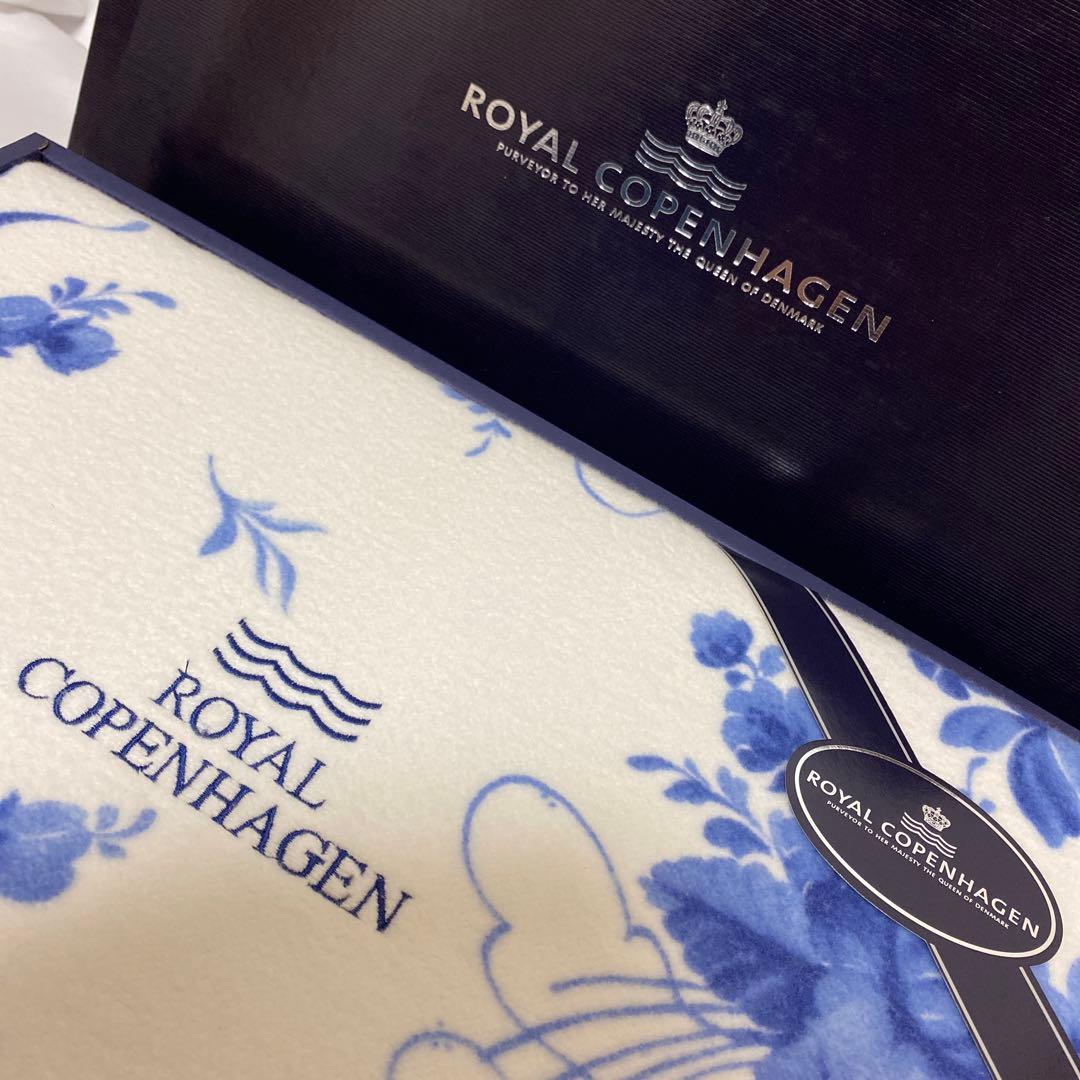 ROYAL COPENHAGEN
PURVEYOR TO HER MAJESTY THE QUEEN OF DENMARK
ROYAL
COPENHAGEN
ROYAL COPENHAGEN
PURVEYOR TO HER MAJESTY THE QUEEN OF DENMARK